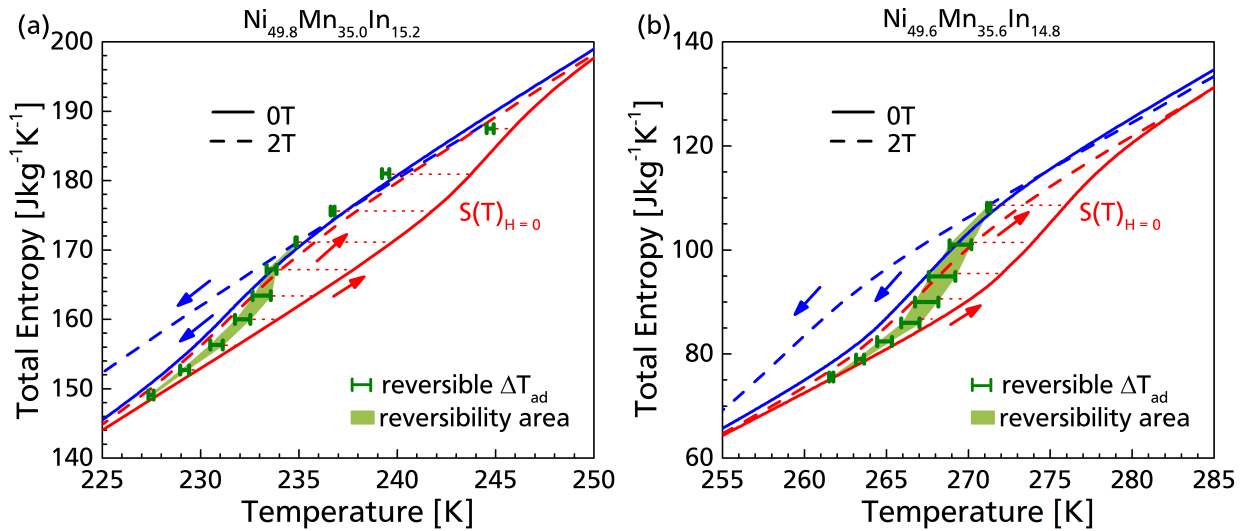 (a) Ni49.8Mn35.0In15.2
Total Entropy [Jkg-1K-1]
200
190
180
170
160
150
140
0T
2T
S(T)H = 0
reversible ΔTad
reversibility area
225 230 235 240 245 250
Temperature [K]
(b) Ni49.6Mn35.6In14.8
Total Entropy [Jkg-1K-1]
140
120
100
80
60
0T
2T
S(T)H = 0
reversible ΔTad
reversibility area
255 260 265 270 275 280 285
Temperature [K]